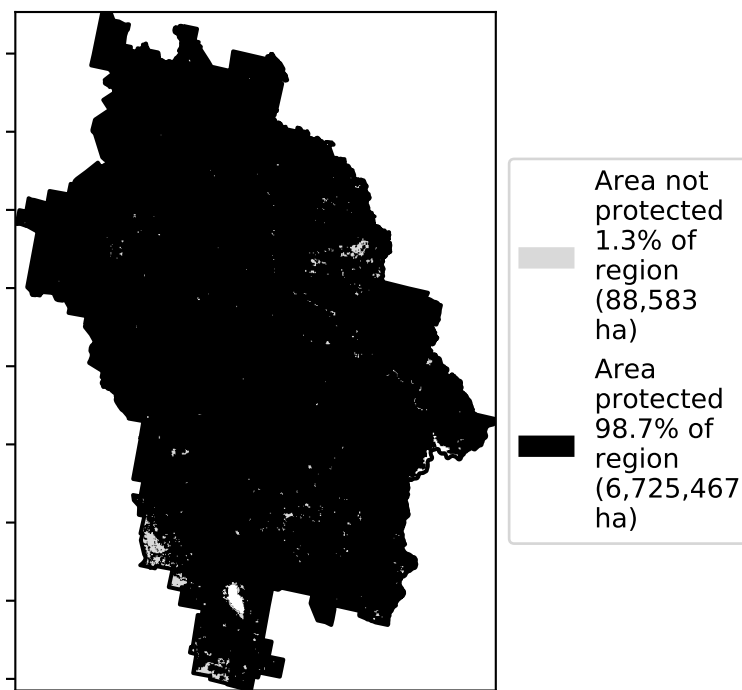 Area not
protected
1.3% of
region
(88,583
ha)
Area
protected
98.7% of
region
(6,725,467
ha)